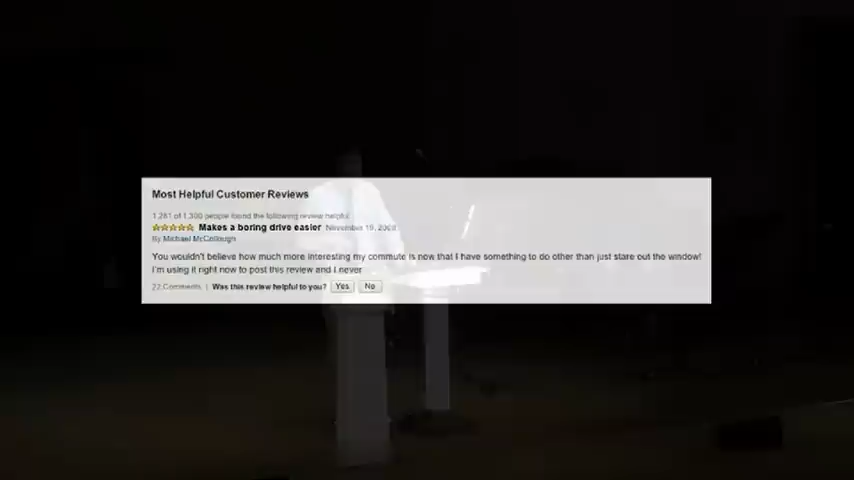 Most Helpful Customer Reviews
1,281 of 1,300 people found the following review helpful
Makes a boring drive easier November 19, 2009
By Michael McCollough
You wouldn't believe how much more interesting my commute is now that I have something to do other than just stare out the window!
I'm using it right now to post this review and I never
22 Comments | Was this review helpful to you? Yes No